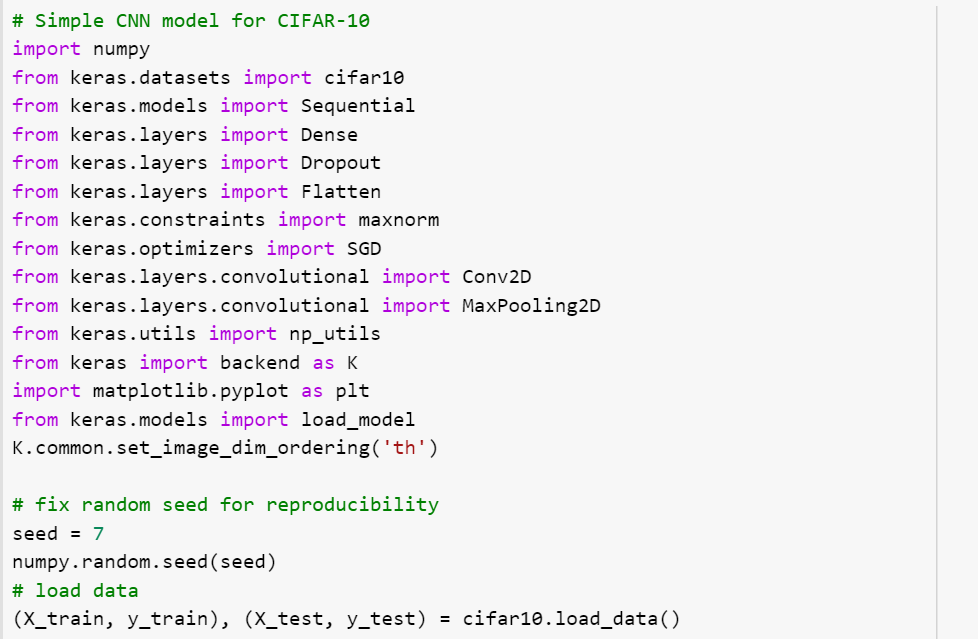 # Simple CNN model for CIFAR-10
import numpy
from keras.datasets import cifar10
from keras.models import Sequential
from keras.layers import Dense
from keras.layers import Dropout
from keras.layers import Flatten
from keras.constraints import maxnorm
from keras.optimizers import SGD
from keras.layers.convolutional import Conv2D
from keras.layers.convolutional import MaxPooling2D
from keras.utils import np_utils
from keras import backend as K
import matplotlib.pyplot as plt
from keras.models import load_model
K.common.set_image_dim_ordering('th')
# fix random seed for reproducibility
seed = 7
numpy.random.seed(seed)
# load data
(X_train, y_train), (X_test, y_test) = cifar10.load_data()